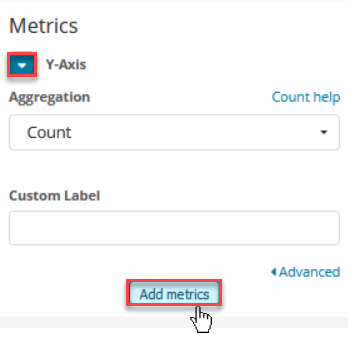 Metrics
Y-Axis
Aggregation Count help
Count
Custom Label
Advanced
Add metrics